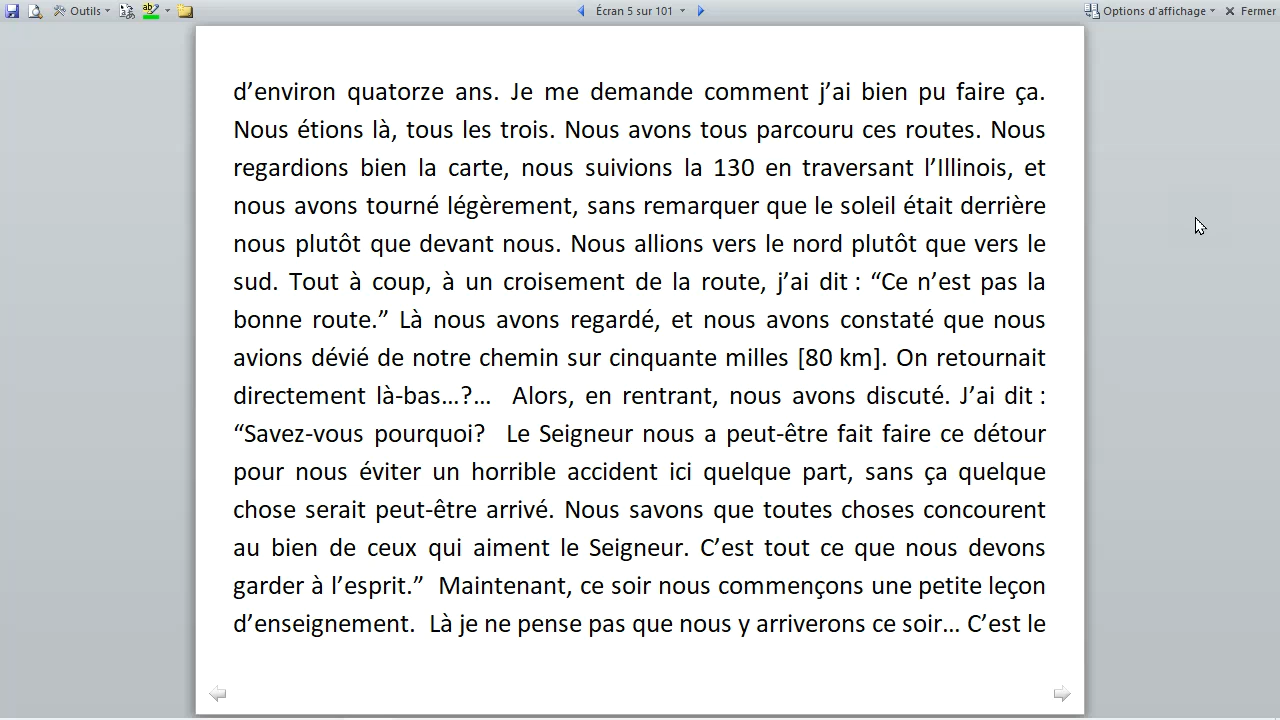 Outils
Écran 5 sur 101
Options d'affichage
Fermer
d’environ quatorze ans. Je me demande comment j’ai bien pu faire ça.
Nous étions là, tous les trois. Nous avons tous parcouru ces routes. Nous
regardions bien la carte, nous suivions la 130 en traversant l’Illinois, et
nous avons tourné légèrement, sans remarquer que le soleil était derrière
nous plutôt que devant nous. Nous allions vers le nord plutôt que vers le
sud. Tout à coup, à un croisement de la route, j’ai dit : “Ce n’est pas la
bonne route.” Là nous avons regardé, et nous avons constaté que nous
avions dévié de notre chemin sur cinquante milles [80 km]. On retournait
directement là-bas…?… Alors, en rentrant, nous avons discuté. J’ai dit :
“Savez-vous pourquoi? Le Seigneur nous a peut-être fait faire ce détour
pour nous éviter un horrible accident ici quelque part, sans ça quelque
chose serait peut-être arrivé. Nous savons que toutes choses concourent
au bien de ceux qui aiment le Seigneur. C’est tout ce que nous devons
garder à l’esprit.” Maintenant, ce soir nous commençons une petite leçon
d’enseignement. Là je ne pense pas que nous y arriverons ce soir… C’est le